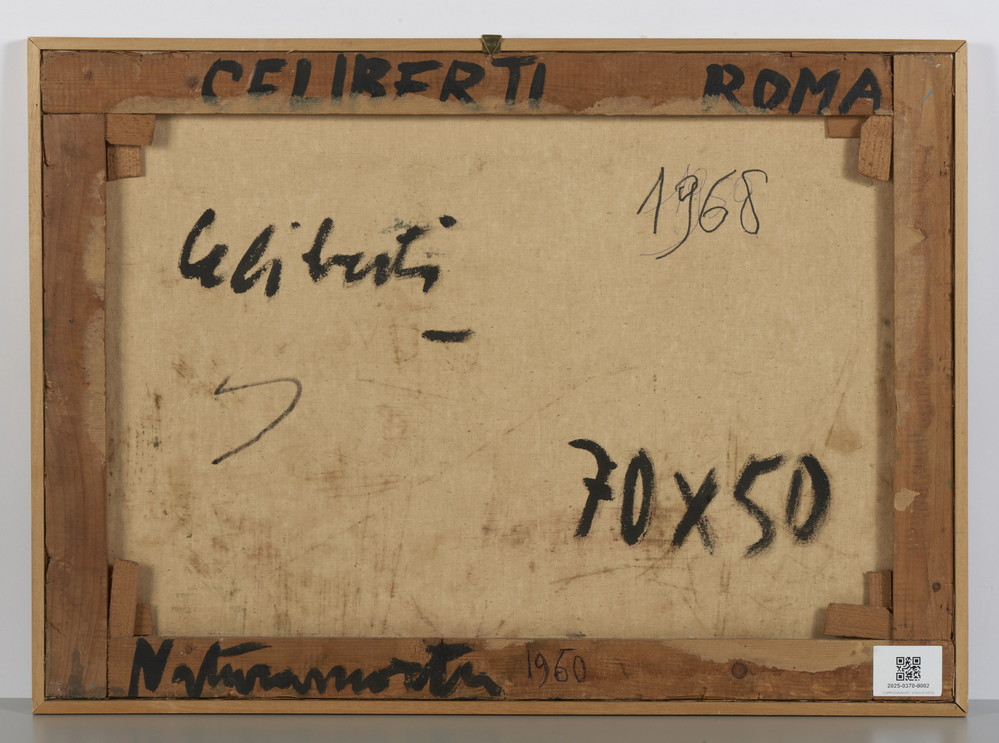 CELIBERTI ROMA
1968
Celiberti
70x50
Naturamorta 1960
2025-0370-0002